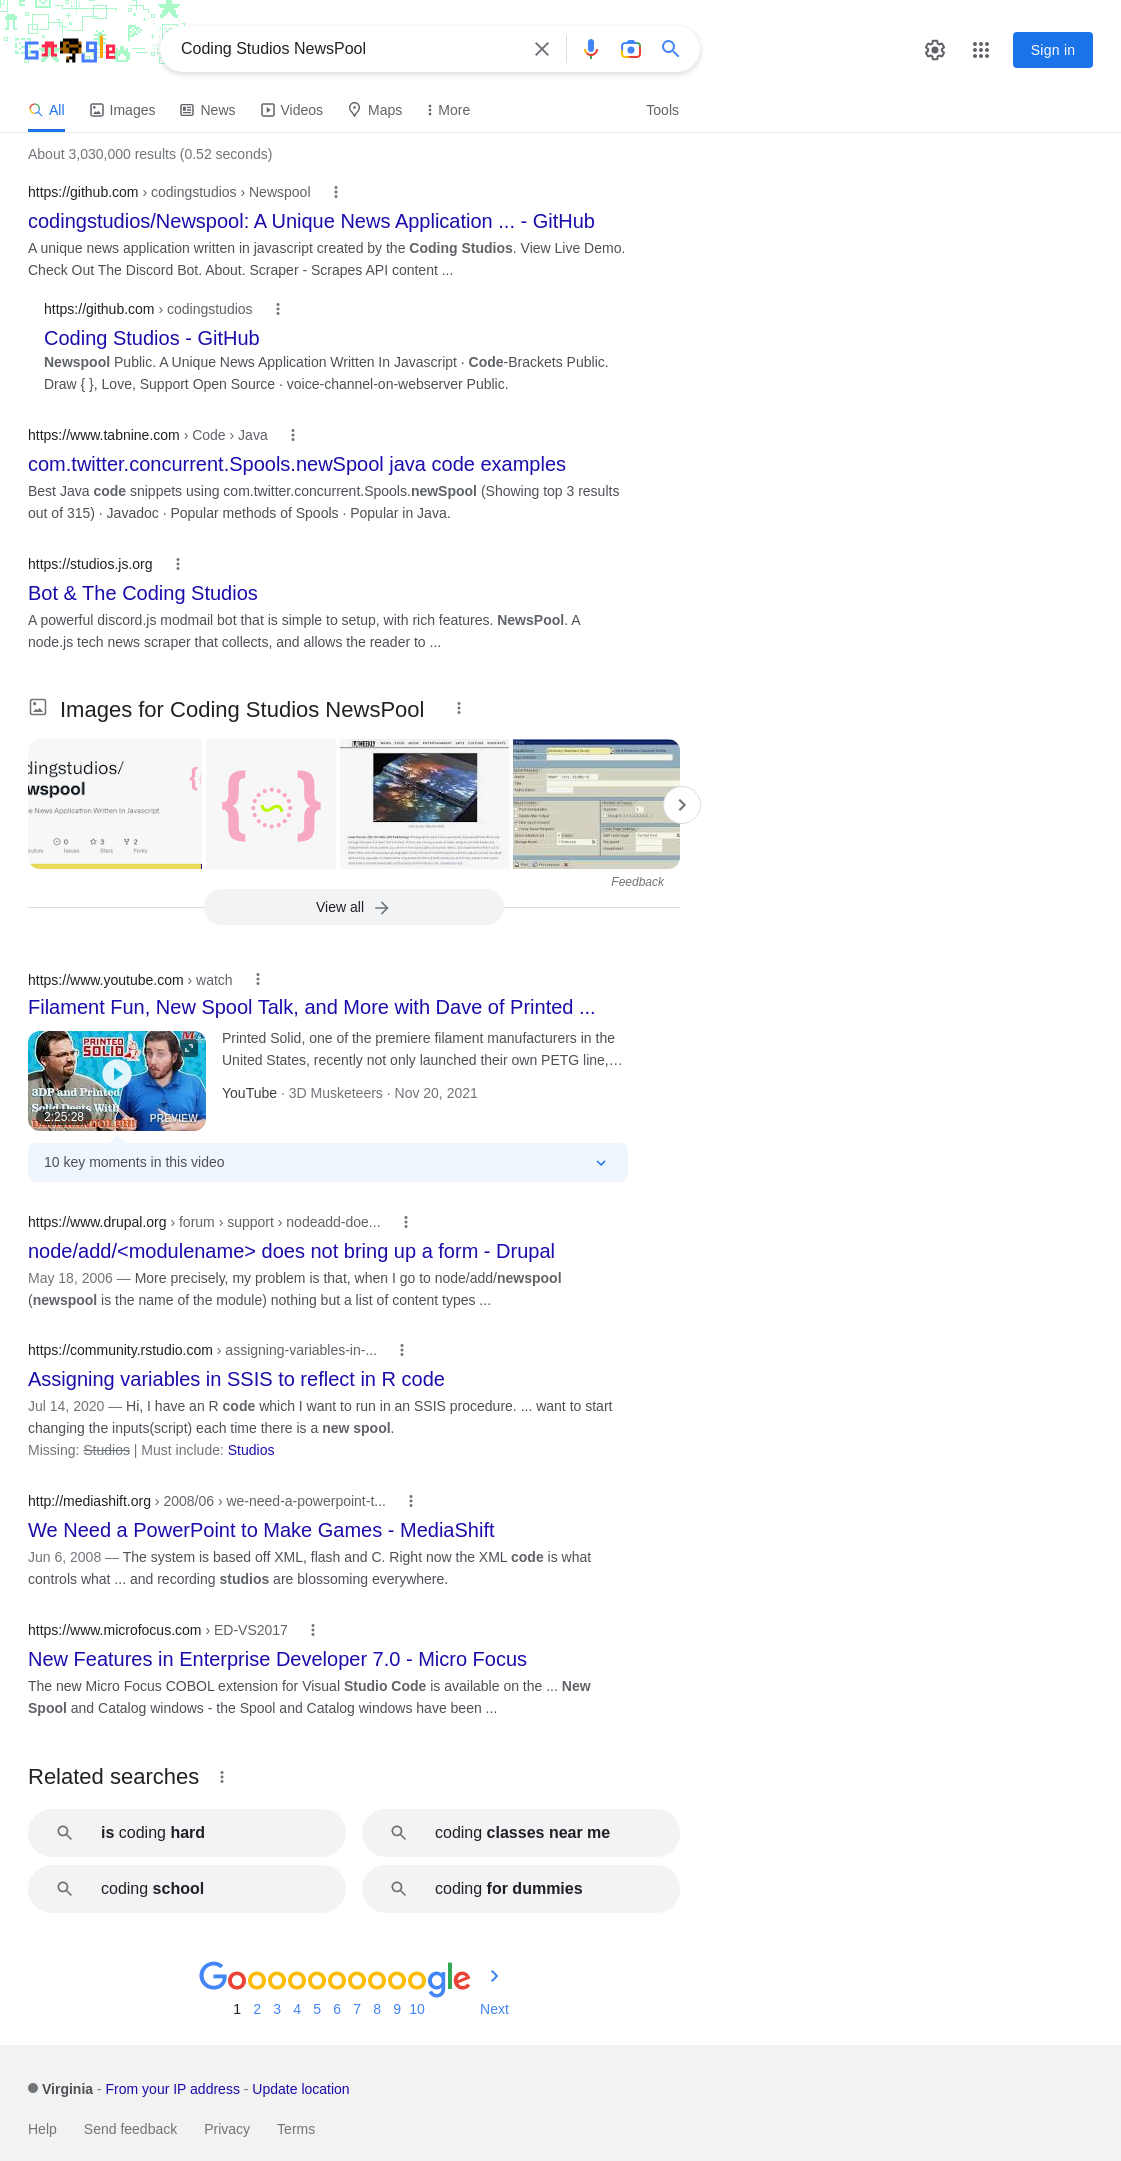 Coding Studios NewsPool
Sign in
All
Images
News
Videos
Maps
More
Tools
About 3,030,000 results (0.52 seconds)
https://github.com › codingstudios › Newspool
codingstudios/Newspool: A Unique News Application ... - GitHub
A unique news application written in javascript created by the Coding Studios. View Live Demo.
Check Out The Discord Bot. About. Scraper - Scrapes API content ...
https://github.com › codingstudios
Coding Studios - GitHub
Newspool Public. A Unique News Application Written In Javascript · Code-Brackets Public.
Draw { }, Love, Support Open Source · voice-channel-on-webserver Public.
https://www.tabnine.com › Code › Java
com.twitter.concurrent.Spools.newSpool java code examples
Best Java code snippets using com.twitter.concurrent.Spools.newSpool (Showing top 3 results
out of 315) · Javadoc · Popular methods of Spools · Popular in Java.
https://studios.js.org
Bot & The Coding Studios
A powerful discord.js modmail bot that is simple to setup, with rich features. NewsPool. A
node.js tech news scraper that collects, and allows the reader to ...
Images for Coding Studios NewsPool
dingstudios/
wspool
e News Application Written In Javascript
0
3
2
Issues
Stars
Forks
Feedback
View all
https://www.youtube.com › watch
Filament Fun, New Spool Talk, and More with Dave of Printed ...
PRINTED
SOLID
3DP and Printed
Solid Deets With
2:25:28
PREVIEW
Printed Solid, one of the premiere filament manufacturers in the
United States, recently not only launched their own PETG line,…
YouTube · 3D Musketeers · Nov 20, 2021
10 key moments in this video
https://www.drupal.org › forum › support › nodeadd-doe...
node/add/<modulename> does not bring up a form - Drupal
May 18, 2006 — More precisely, my problem is that, when I go to node/add/newspool
(newspool is the name of the module) nothing but a list of content types ...
https://community.rstudio.com › assigning-variables-in-...
Assigning variables in SSIS to reflect in R code
Jul 14, 2020 — Hi, I have an R code which I want to run in an SSIS procedure. ... want to start
changing the inputs(script) each time there is a new spool.
Missing: Studios | Must include: Studios
http://mediashift.org › 2008/06 › we-need-a-powerpoint-t...
We Need a PowerPoint to Make Games - MediaShift
Jun 6, 2008 — The system is based off XML, flash and C. Right now the XML code is what
controls what ... and recording studios are blossoming everywhere.
https://www.microfocus.com › ED-VS2017
New Features in Enterprise Developer 7.0 - Micro Focus
The new Micro Focus COBOL extension for Visual Studio Code is available on the ... New
Spool and Catalog windows - the Spool and Catalog windows have been ...
Related searches
is coding hard
coding classes near me
coding school
coding for dummies
Goooooooooogle
1 2 3 4 5 6 7 8 9 10 Next
Virginia - From your IP address - Update location
Help Send feedback Privacy Terms